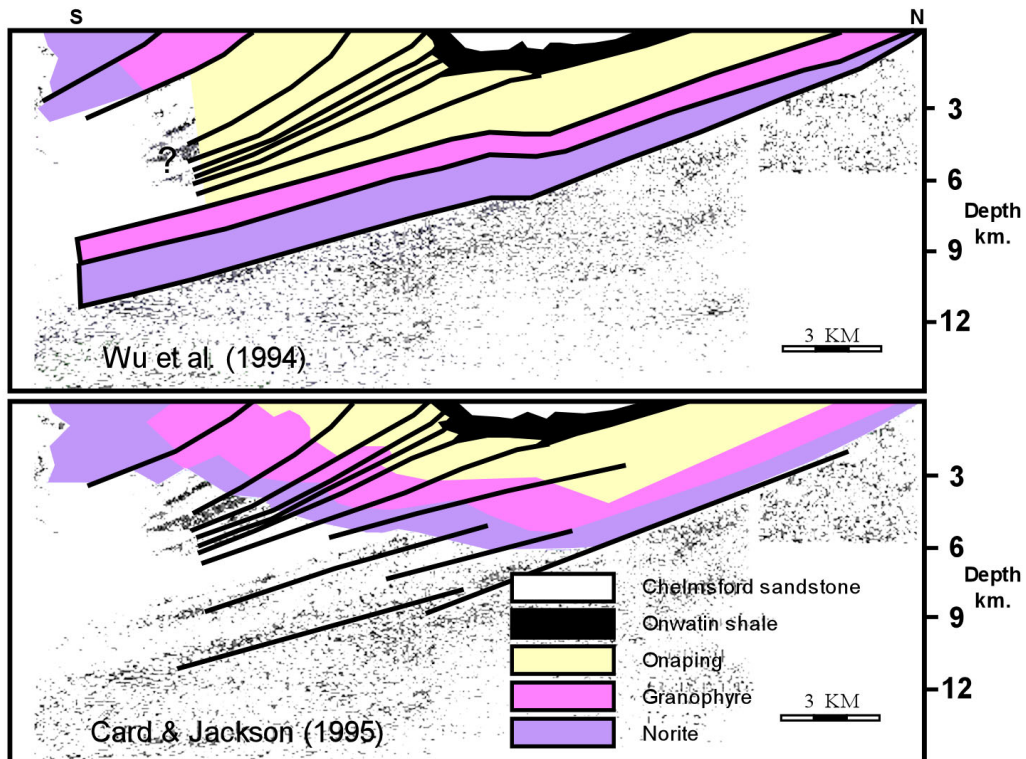 S
N
3
?
6
Depth
km.
9
12
3 KM
Wu et al. (1994)
3
6
Depth
km.
Chelmsford sandstone
Onwatin shale
9
Onaping
Granophyre
12
3 KM
Norite
Card & Jackson (1995)